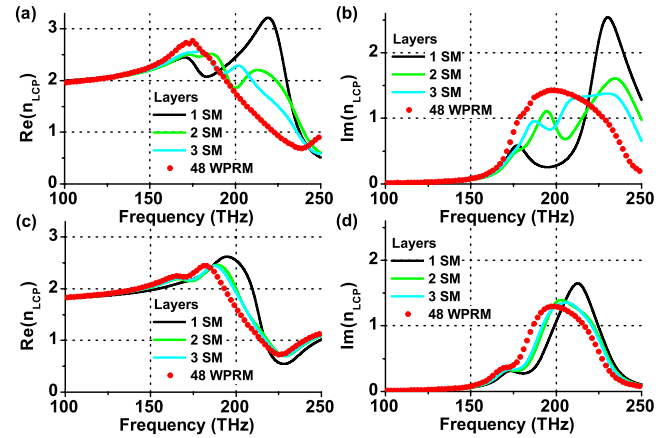 (a)
3
2
1
0
Re(n_LCP)
Layers
1 SM
2 SM
3 SM
48 WPRM
100 150 200 250
Frequency (THz)
(b)
2
1
0
Im(n_LCP)
Layers
1 SM
2 SM
3 SM
48 WPRM
100 150 200 250
Frequency (THz)
(c)
3
2
1
0
Re(n_LCP)
Layers
1 SM
2 SM
3 SM
48 WPRM
100 150 200 250
Frequency (THz)
(d)
2
1
0
Im(n_LCP)
Layers
1 SM
2 SM
3 SM
48 WPRM
100 150 200 250
Frequency (THz)